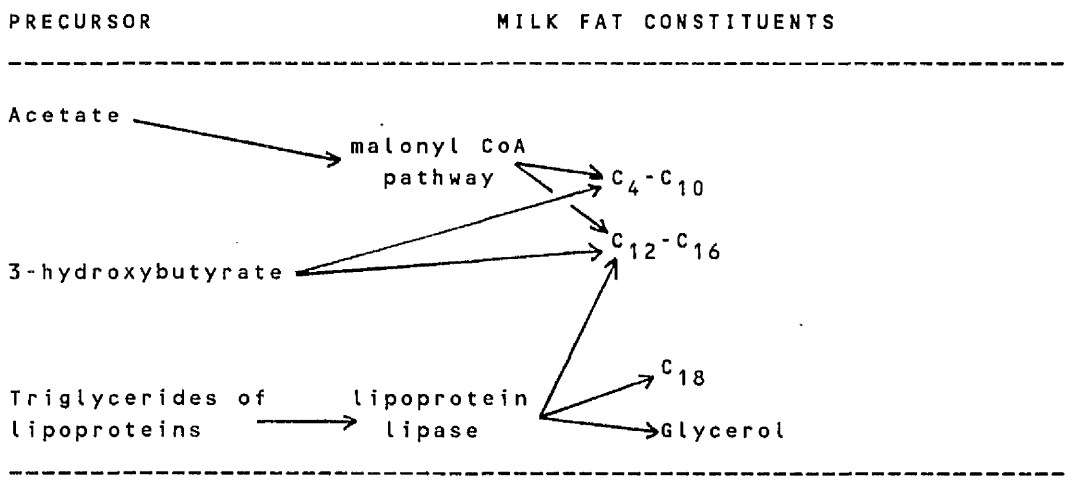 PRECURSOR MILK FAT CONSTITUENTS
Acetate
malonyl CoA
pathway
C4-C10
C12-C16
3-hydroxybutyrate
C18
Triglycerides of lipoprotein
lipoproteins lipase Glycerol